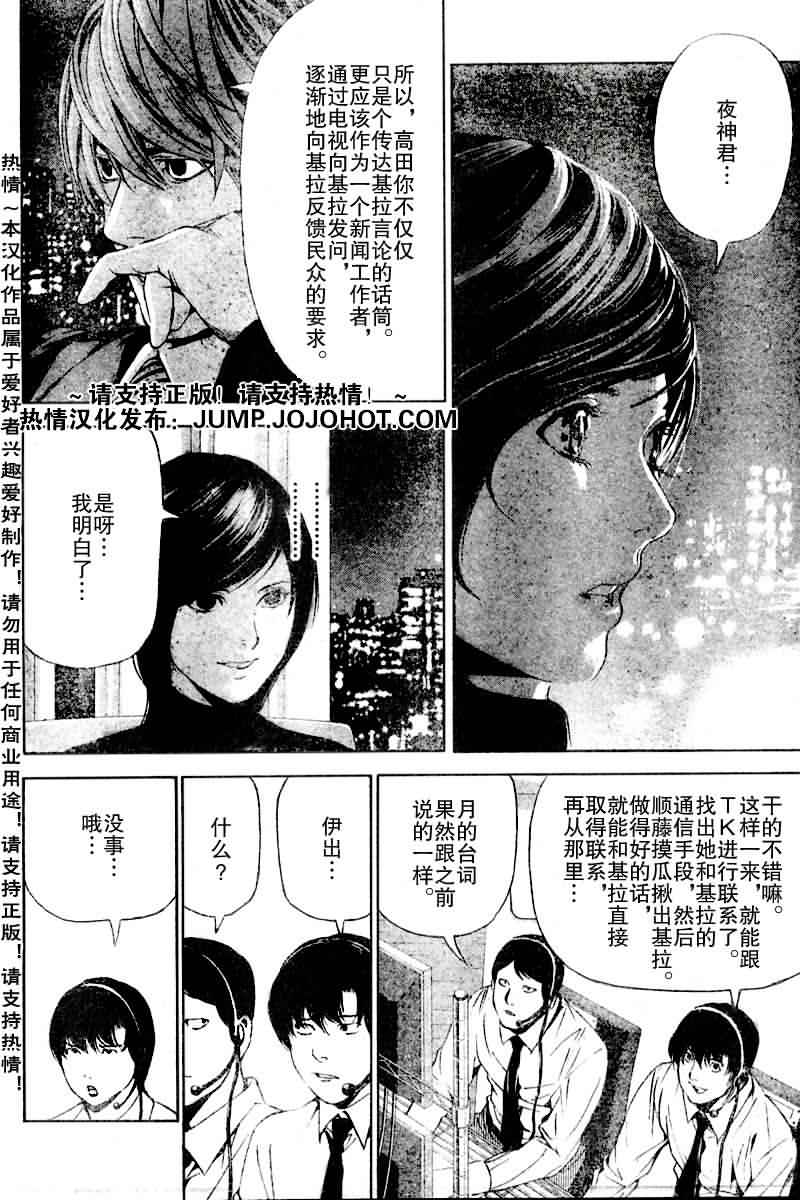 夜神君…
所以，
高田你不仅仅
只是个传达基拉言论的话筒。
更应该作为一个新闻工作者，
通过电视向基拉发问，
逐渐地向基拉反馈民众的要求。
～请支持正版！请支持热情！～
热情汉化发布：JUMP.JOJOHOT.COM
…………
是呀…
我明白了…
干的不错嘛。
这样一来，就能跟
TK进行联系了。
找出她和基拉的
通信手段，然后
顺藤摸瓜揪出基拉。
做得好的话，
就能和基拉直接
取得联系，
再从那里…
月的台词
果然跟之前
说的一样。
伊出…
什么？
没事…
哦…
热情～本汉化作品属于爱好者兴趣爱好制作！请勿用于任何商业用途！请支持正版！请支持热情！